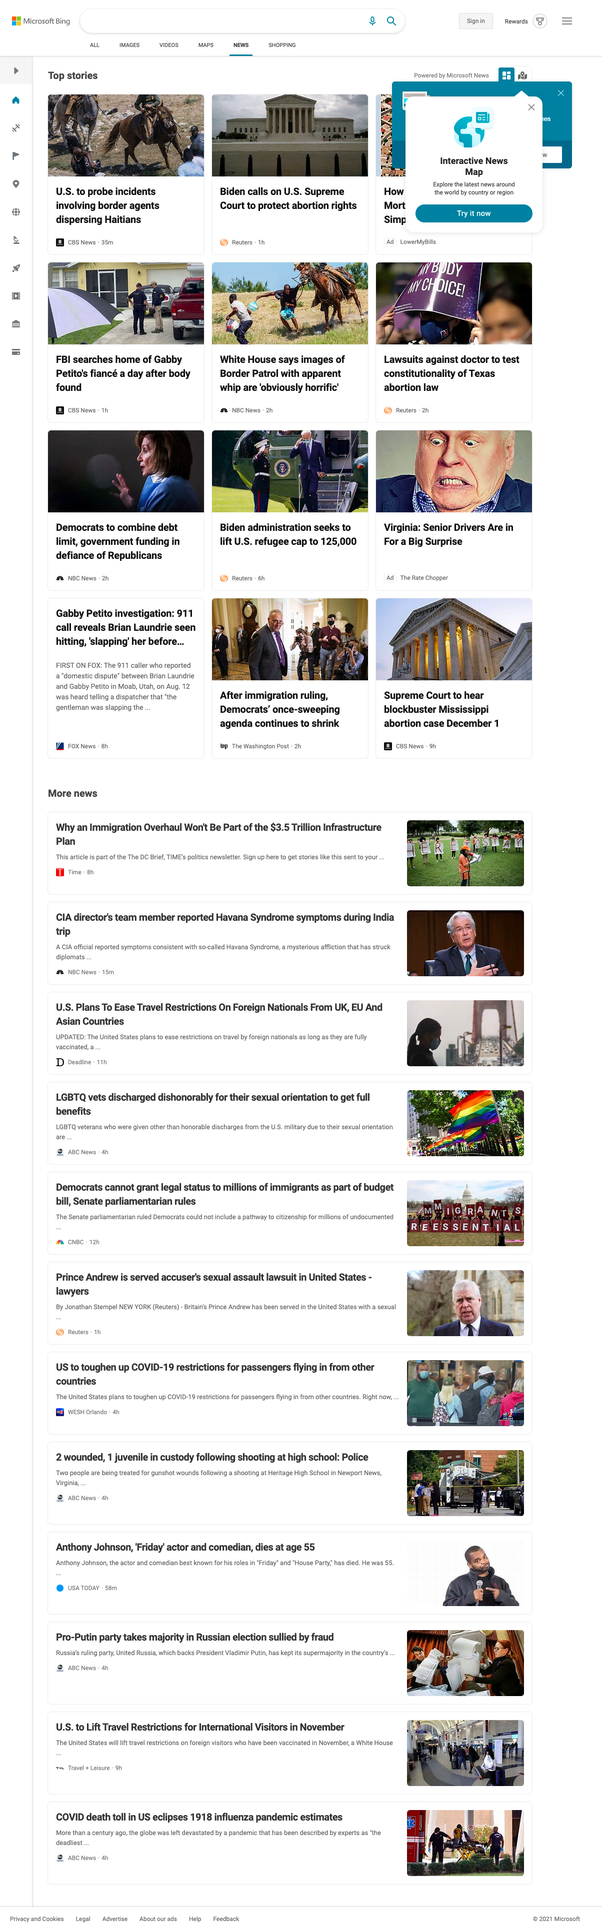 Microsoft Bing
Sign in
Rewards
ALL
IMAGES
VIDEOS
MAPS
NEWS
SHOPPING
Top stories
Powered by Microsoft News
Interactive News
Map
Explore the latest news around
the world by country or region
Try it now
U.S. to probe incidents
involving border agents
dispersing Haitians
CBS News · 35m
Biden calls on U.S. Supreme
Court to protect abortion rights
Reuters · 1h
How
Mort
Simp
Ad LowerMyBills
FBI searches home of Gabby
Petito's fiancé a day after body
found
CBS News · 1h
White House says images of
Border Patrol with apparent
whip are 'obviously horrific'
NBC News · 2h
MY BODY
MY CHOICE!
Lawsuits against doctor to test
constitutionality of Texas
abortion law
Reuters · 2h
Democrats to combine debt
limit, government funding in
defiance of Republicans
NBC News · 2h
Biden administration seeks to
lift U.S. refugee cap to 125,000
Reuters · 6h
Virginia: Senior Drivers Are in
For a Big Surprise
Ad The Rate Chopper
Gabby Petito investigation: 911
call reveals Brian Laundrie seen
hitting, 'slapping' her before...
FIRST ON FOX: The 911 caller who reported
a "domestic dispute" between Brian Laundrie
and Gabby Petito in Moab, Utah, on Aug. 12
was heard telling a dispatcher that "the
gentleman was slapping the ...
FOX News · 8h
After immigration ruling,
Democrats' once-sweeping
agenda continues to shrink
The Washington Post · 2h
Supreme Court to hear
blockbuster Mississippi
abortion case December 1
CBS News · 9h
More news
Why an Immigration Overhaul Won't Be Part of the $3.5 Trillion Infrastructure
Plan
This article is part of the The DC Brief, TIME's politics newsletter. Sign up here to get stories like this sent to your ...
Time · 8h
CIA director's team member reported Havana Syndrome symptoms during India
trip
A CIA official reported symptoms consistent with so-called Havana Syndrome, a mysterious affliction that has struck
diplomats ...
NBC News · 15m
U.S. Plans To Ease Travel Restrictions On Foreign Nationals From UK, EU And
Asian Countries
UPDATED: The United States plans to ease restrictions on travel by foreign nationals as long as they are fully
vaccinated, a ...
Deadline · 11h
LGBTQ vets discharged dishonorably for their sexual orientation to get full
benefits
LGBTQ veterans who were given other than honorable discharges from the U.S. military due to their sexual orientation
are ...
ABC News · 4h
Democrats cannot grant legal status to millions of immigrants as part of budget
bill, Senate parliamentarian rules
The Senate parliamentarian ruled Democrats could not include a pathway to citizenship for millions of undocumented
...
CNBC · 12h
Prince Andrew is served accuser's sexual assault lawsuit in United States -
lawyers
By Jonathan Stempel NEW YORK (Reuters) - Britain's Prince Andrew has been served in the United States with a sexual
...
Reuters · 1h
US to toughen up COVID-19 restrictions for passengers flying in from other
countries
The United States plans to toughen up COVID-19 restrictions for passengers flying in from other countries. Right now, ...
WESH Orlando · 4h
2 wounded, 1 juvenile in custody following shooting at high school: Police
Two people are being treated for gunshot wounds following a shooting at Heritage High School in Newport News,
Virginia, ...
ABC News · 4h
Anthony Johnson, 'Friday' actor and comedian, dies at age 55
Anthony Johnson, the actor and comedian best known for his roles in "Friday" and "House Party," has died. He was 55.
...
USA TODAY · 58m
Pro-Putin party takes majority in Russian election sullied by fraud
Russia's ruling party, United Russia, which backs President Vladimir Putin, has kept its supermajority in the country's ...
ABC News · 4h
U.S. to Lift Travel Restrictions for International Visitors in November
The United States will lift travel restrictions on foreign visitors who have been vaccinated in November, a White House
...
Travel + Leisure · 9h
COVID death toll in US eclipses 1918 influenza pandemic estimates
More than a century ago, the globe was left devastated by a pandemic that has been described by experts as "the
deadliest ...
ABC News · 4h
Privacy and Cookies
Legal
Advertise
About our ads
Help
Feedback
© 2021 Microsoft